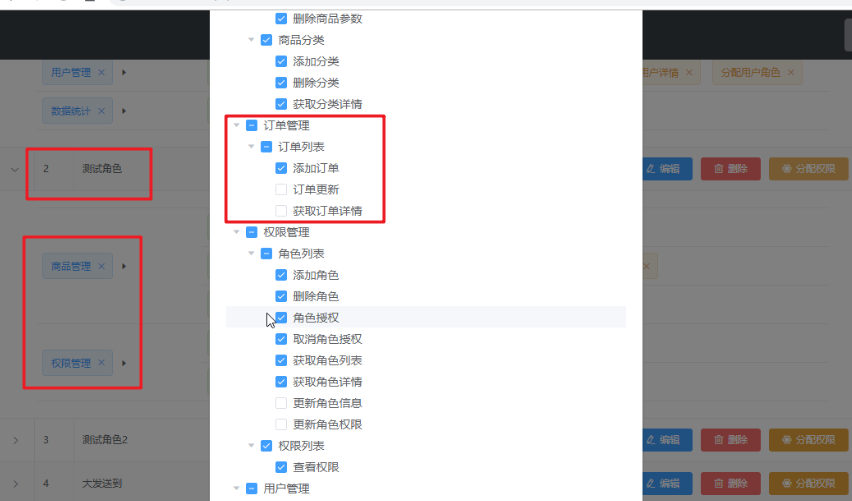 删除商品参数
商品分类
添加分类
删除分类
获取分类详情
订单管理
订单列表
添加订单
订单更新
获取订单详情
权限管理
角色列表
添加角色
删除角色
角色授权
取消角色授权
获取角色列表
获取角色详情
更新角色信息
更新角色权限
权限列表
查看权限
用户管理
用户管理 ×
用户详情 ×
分配用户角色 ×
数据统计 ×
2 测试角色 编辑 删除 分配权限
商品管理 ×
权限管理 ×
3 测试角色2 编辑 删除 分配权限
4 大发送到 编辑 删除 分配权限